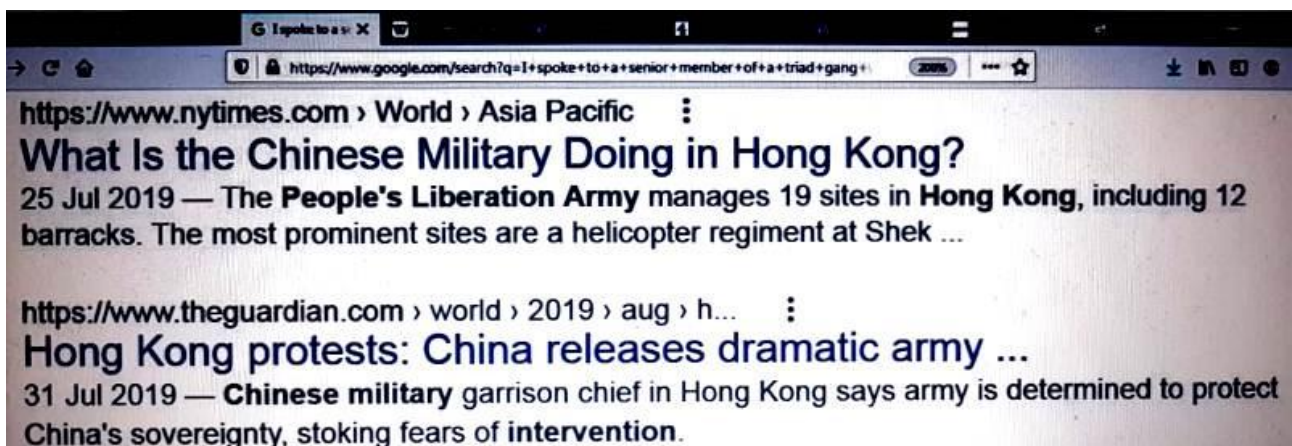 G I spoke to a s
https://www.google.com/search?q=I+spoke+to+a+senior+member+of+a+triad+gang+
200%
https://www.nytimes.com › World › Asia Pacific
What Is the Chinese Military Doing in Hong Kong?
25 Jul 2019 — The People's Liberation Army manages 19 sites in Hong Kong, including 12
barracks. The most prominent sites are a helicopter regiment at Shek ...
https://www.theguardian.com › world › 2019 › aug › h...
Hong Kong protests: China releases dramatic army ...
31 Jul 2019 — Chinese military garrison chief in Hong Kong says army is determined to protect
China's sovereignty, stoking fears of intervention.